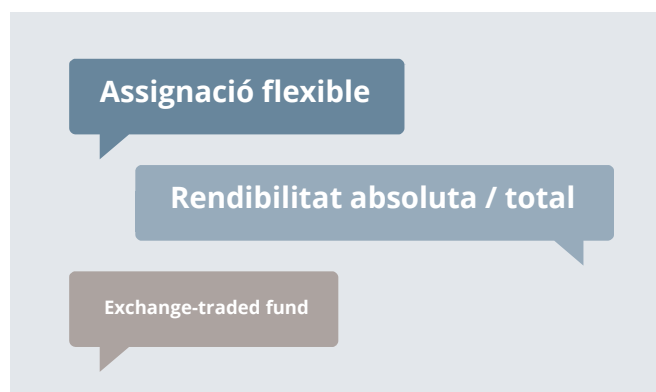 Assignació flexible
Rendibilitat absoluta / total
Exchange-traded fund